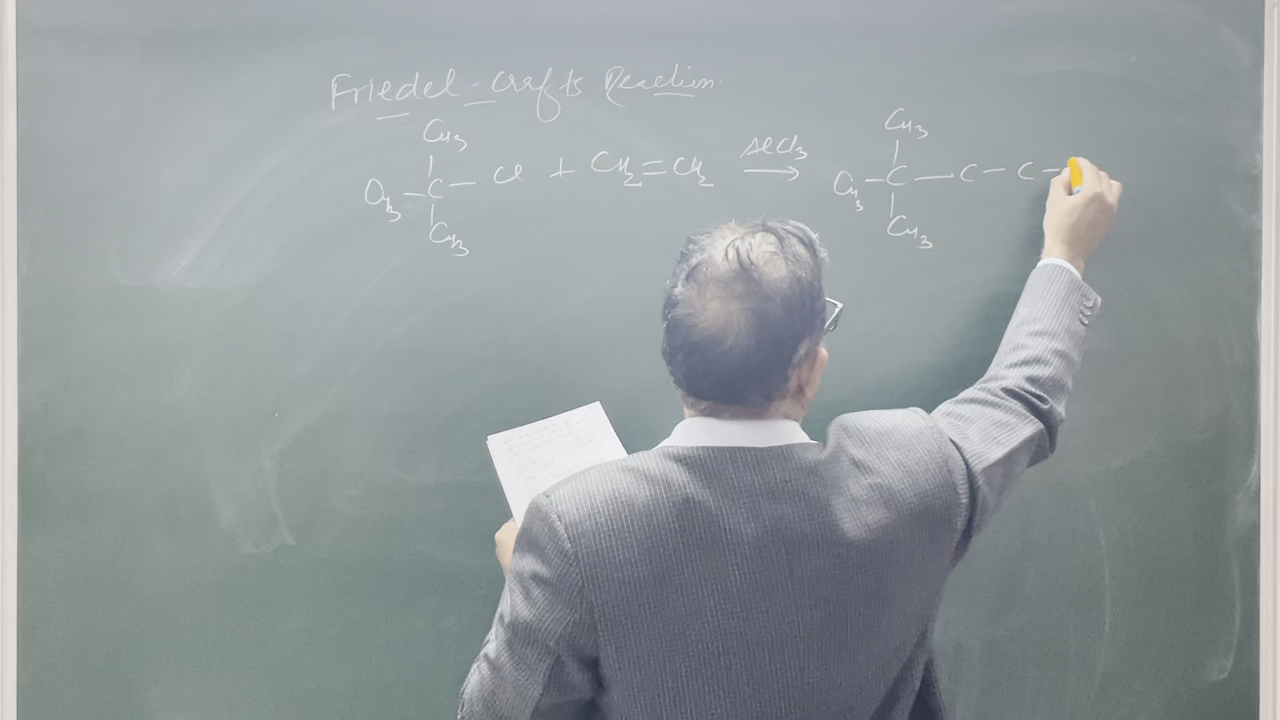 Friedel-Crafts Reaction
CH3 CH3
CH3-C-Cl + CH2=CH2 AlCl3 → CH3-C-C-C-
CH3 CH3